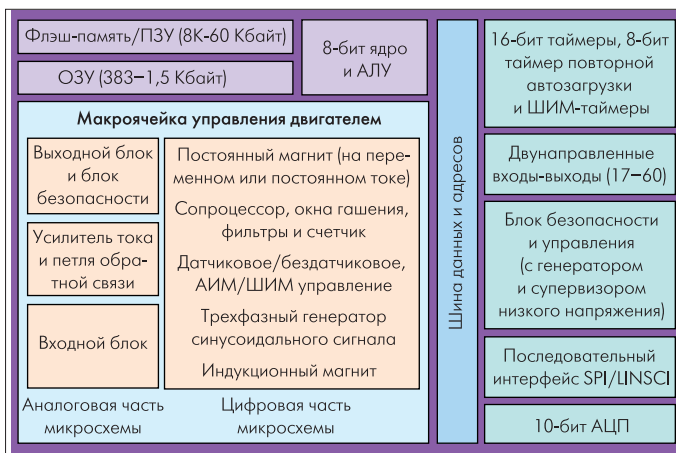 Флэш-память/ПЗУ (8К-60 Кбайт)
ОЗУ (383–1,5 Кбайт)
8-бит ядро
и АЛУ
Макроячейка управления двигателем
Выходной блок
и блок
безопасности
Усилитель тока
и петля обра-
тной связи
Входной блок
Аналоговая часть
микросхемы
Постоянный магнит (на пере-
менном или постоянном токе)
Сопроцессор, окна гашения,
фильтры и счетчик
Датчиковое/бездатчиковое,
АИМ/ШИМ управление
Трехфазный генератор
синусоидального сигнала
Индукционный магнит
Цифровая часть
микросхемы
Шина данных и адресов
16-бит таймеры, 8-бит
таймер повторной
автозагрузки
и ШИМ-таймеры
Двунаправленные
входы-выходы (17–60)
Блок безопасности
и управления
(с генератором
и супервизором
низкого напряжения)
Последовательный
интерфейс SPI/LINSCI
10-бит АЦП